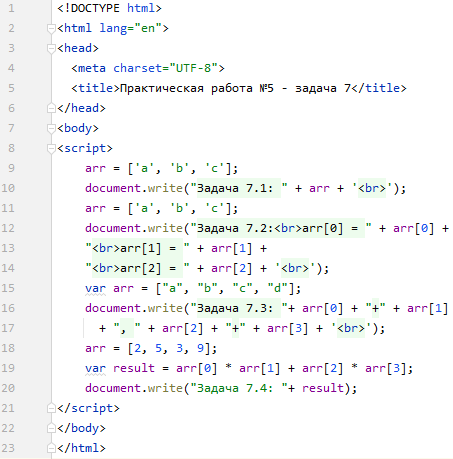 1 <!DOCTYPE html>
2 <html lang="en">
3 <head>
4   <meta charset="UTF-8">
5   <title>Практическая работа №5 - задача 7</title>
6 </head>
7 <body>
8 <script>
9     arr = ['a', 'b', 'c'];
10     document.write("Задача 7.1: " + arr + '<br>');
11     arr = ['a', 'b', 'c'];
12     document.write("Задача 7.2:<br>arr[0] = " + arr[0] +
13     "<br>arr[1] = " + arr[1] +
14     "<br>arr[2] = " + arr[2] + '<br>');
15     var arr = ["a", "b", "c", "d"];
16     document.write("Задача 7.3: "+ arr[0] + "+" + arr[1]
17       + ", " + arr[2] + "+" + arr[3] + '<br>');
18     arr = [2, 5, 3, 9];
19     var result = arr[0] * arr[1] + arr[2] * arr[3];
20     document.write("Задача 7.4: "+ result);
21 </script>
22 </body>
23 </html>